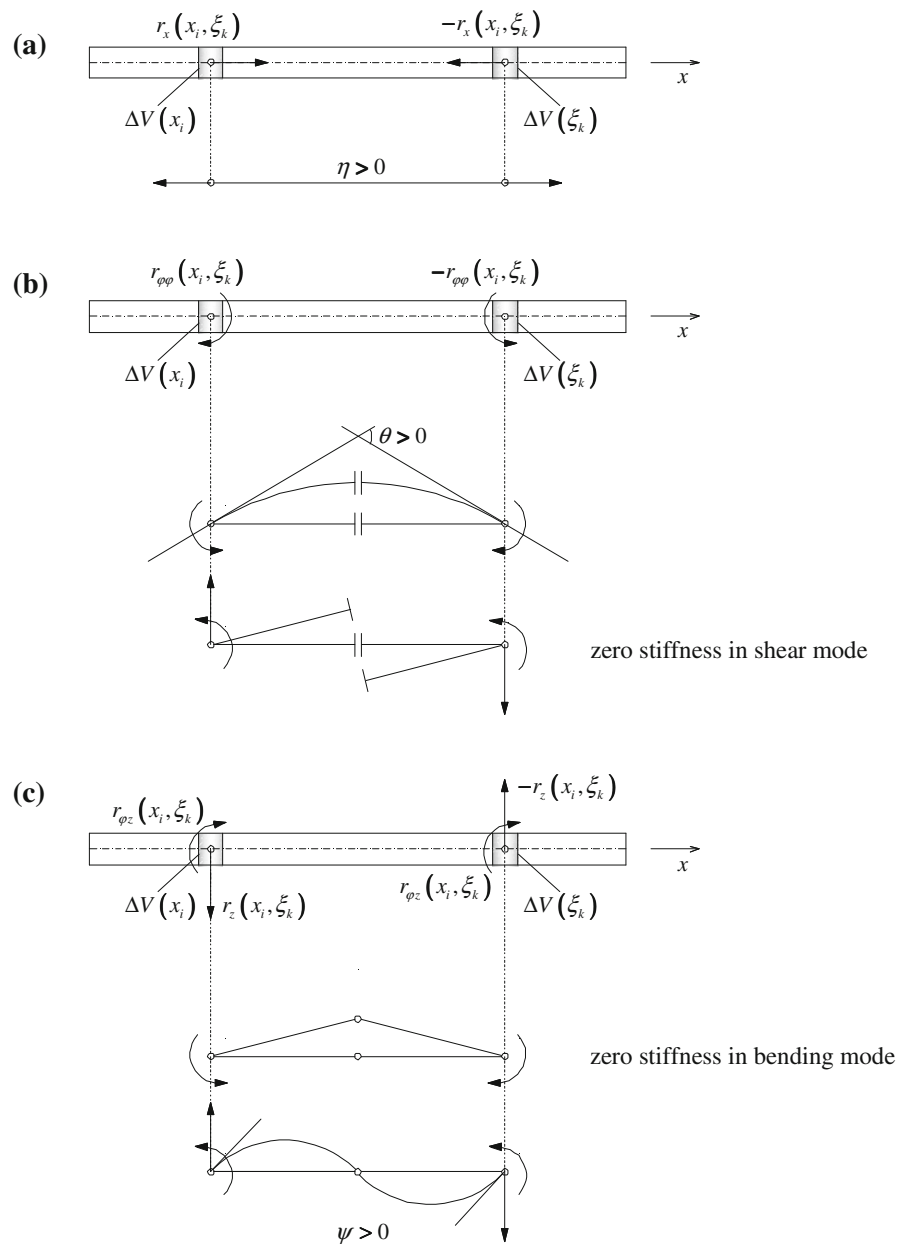 (a)
r_x(x_i, ξ_k) −r_x(x_i, ξ_k)
x
ΔV(x_i) ΔV(ξ_k)
η > 0
(b)
r_φφ(x_i, ξ_k) −r_φφ(x_i, ξ_k)
x
ΔV(x_i) ΔV(ξ_k)
θ > 0
zero stiffness in shear mode
(c)
−r_z(x_i, ξ_k)
r_φz(x_i, ξ_k)
x
r_φz(x_i, ξ_k)
ΔV(x_i) r_z(x_i, ξ_k) ΔV(ξ_k)
zero stiffness in bending mode
ψ > 0